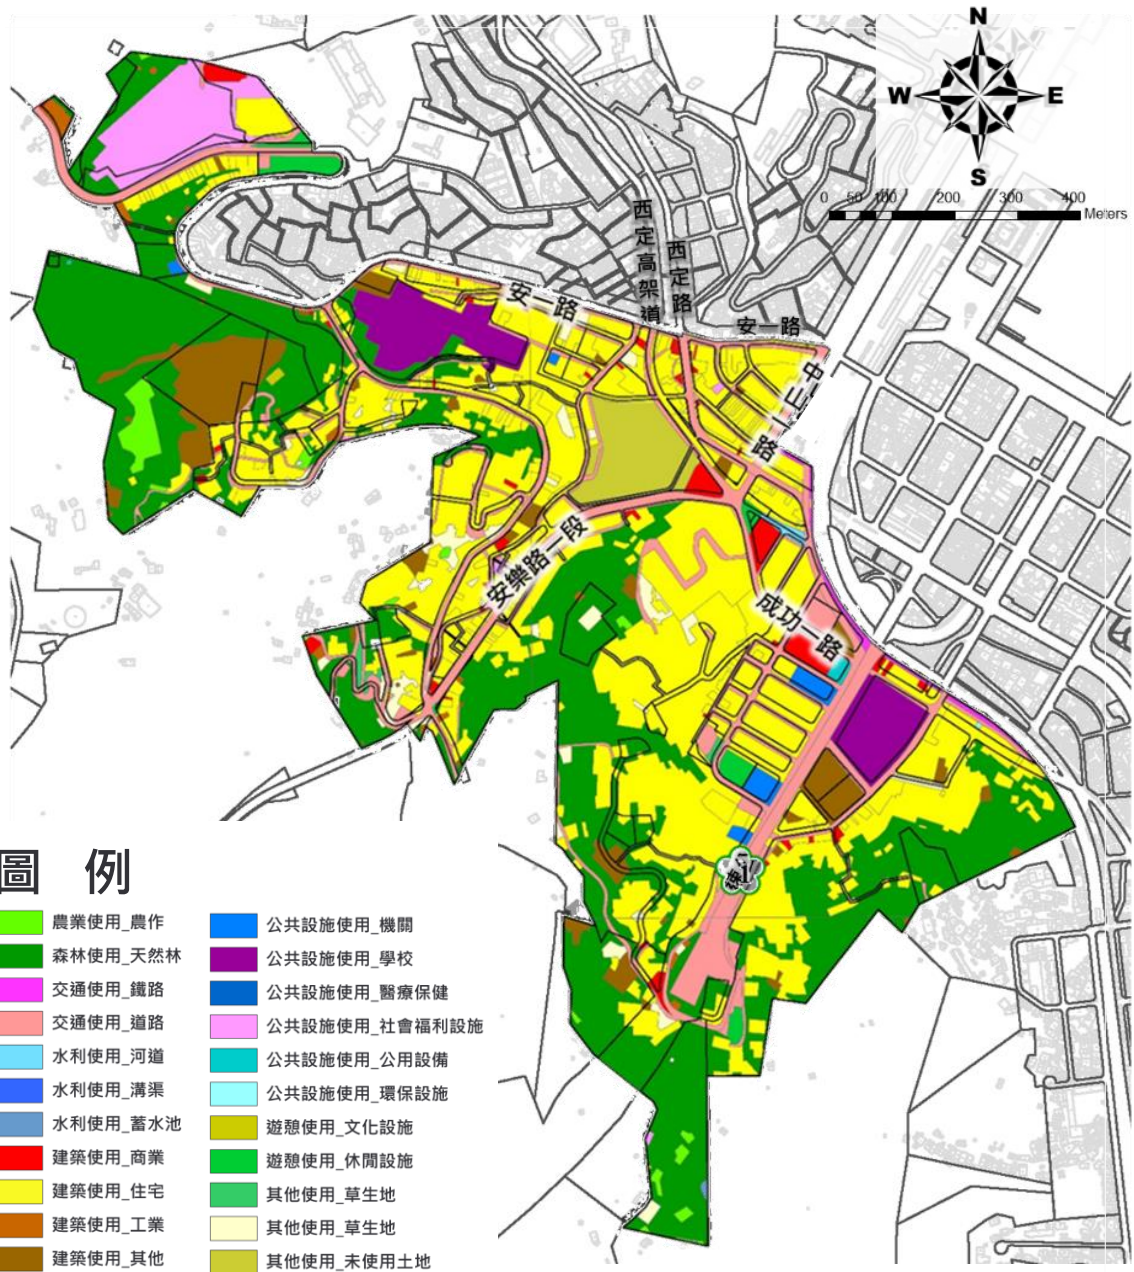 N
W
E
S
0 50 100 200 300 400
Meters
西定高架道
西定路
安一路
安一路
中山一路
安樂路一段
成功一路
圖 例
農業使用_農作
森林使用_天然林
交通使用_鐵路
交通使用_道路
水利使用_河道
水利使用_溝渠
水利使用_蓄水池
建築使用_商業
建築使用_住宅
建築使用_工業
建築使用_其他
公共設施使用_機關
公共設施使用_學校
公共設施使用_醫療保健
公共設施使用_社會福利設施
公共設施使用_公用設備
公共設施使用_環保設施
遊憩使用_文化設施
遊憩使用_休閒設施
其他使用_草生地
其他使用_草生地
其他使用_未使用土地